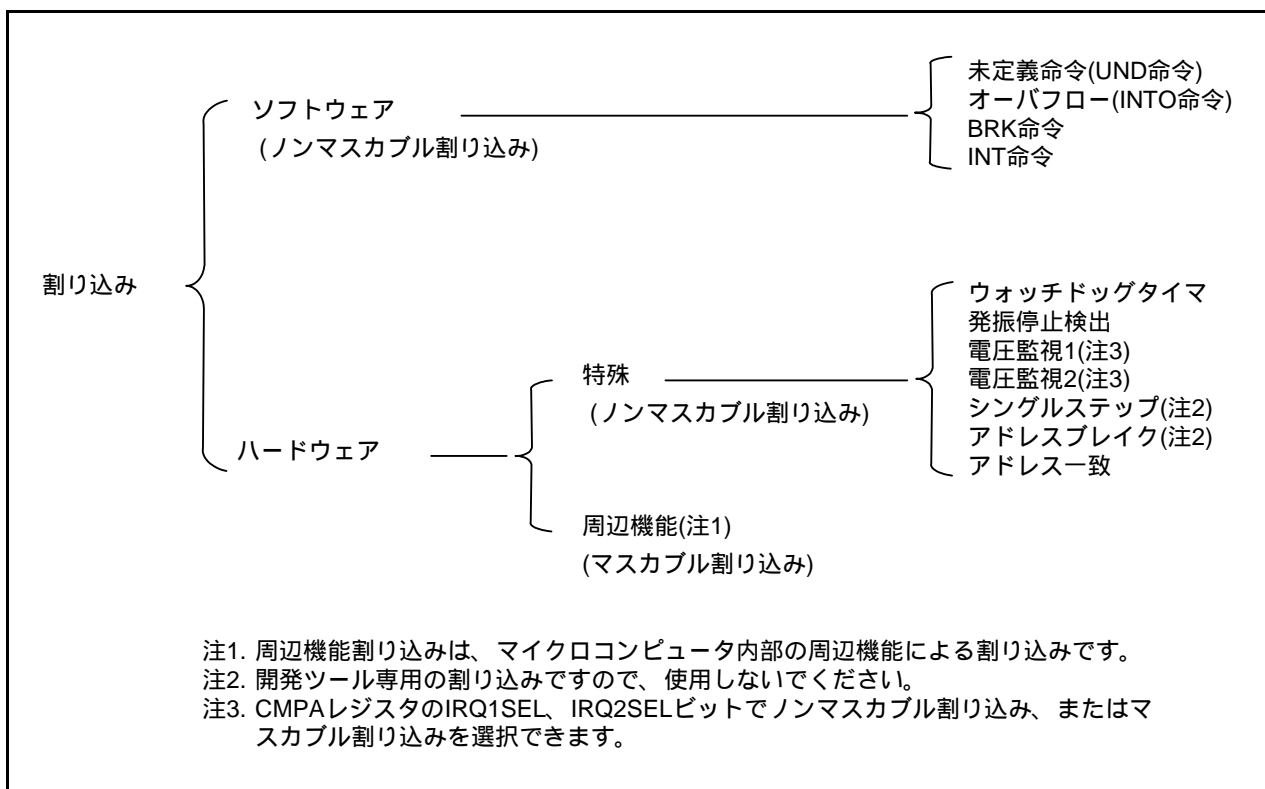 ソフトウェア
(ノンマスカブル割り込み)
未定義命令(UND命令)
オーバフロー(INTO命令)
BRK命令
INT命令
割り込み
ハードウェア
特殊
(ノンマスカブル割り込み)
ウォッチドッグタイマ
発振停止検出
電圧監視1(注3)
電圧監視2(注3)
シングルステップ(注2)
アドレスブレイク(注2)
アドレス一致
周辺機能(注1)
(マスカブル割り込み)
注1. 周辺機能割り込みは、マイクロコンピュータ内部の周辺機能による割り込みです。
注2. 開発ツール専用の割り込みですので、使用しないでください。
注3. CMPAレジスタのIRQ1SEL、IRQ2SELビットでノンマスカブル割り込み、またはマ
スカブル割り込みを選択できます。